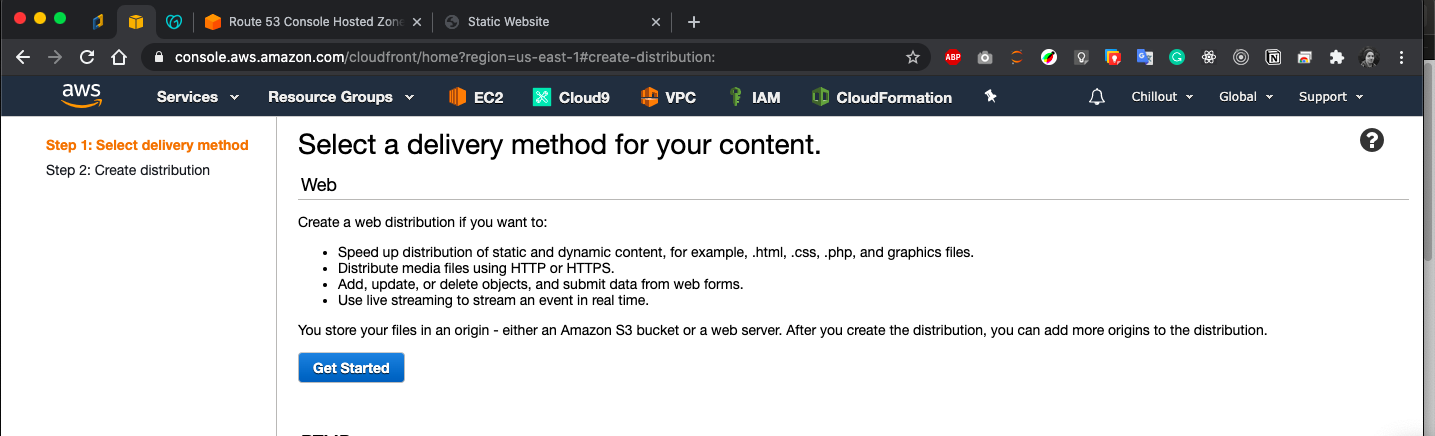 Route 53 Console Hosted Zone
Static Website
console.aws.amazon.com/cloudfront/home?region=us-east-1#create-distribution:
ABP
aws
Services
Resource Groups
EC2
Cloud9
VPC
IAM
CloudFormation
Chillout
Global
Support
Step 1: Select delivery method
Step 2: Create distribution
Select a delivery method for your content.
?
Web
Create a web distribution if you want to:
• Speed up distribution of static and dynamic content, for example, .html, .css, .php, and graphics files.
• Distribute media files using HTTP or HTTPS.
• Add, update, or delete objects, and submit data from web forms.
• Use live streaming to stream an event in real time.
You store your files in an origin - either an Amazon S3 bucket or a web server. After you create the distribution, you can add more origins to the distribution.
Get Started